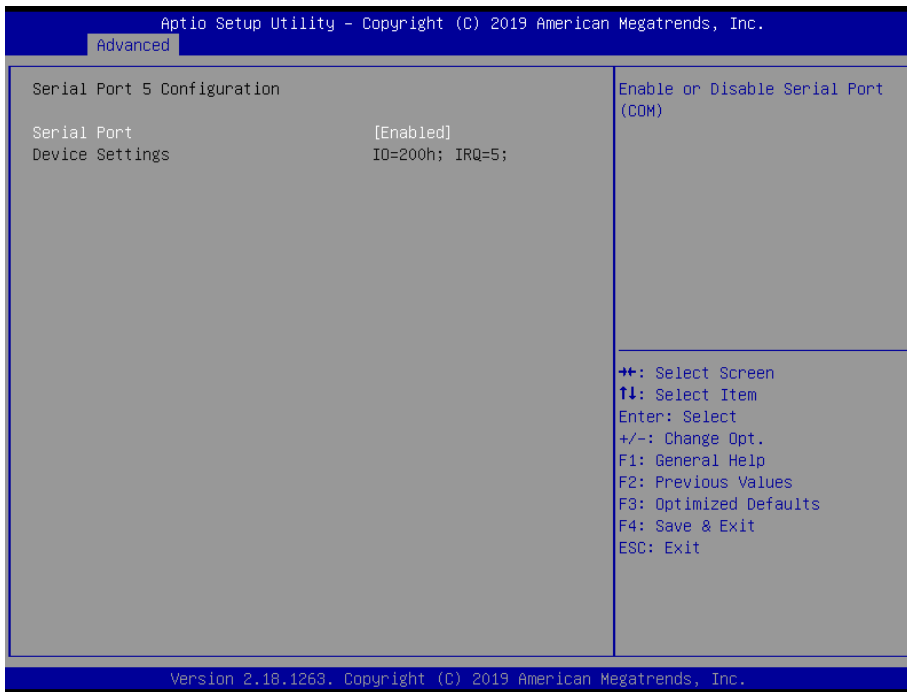 Aptio Setup Utility – Copyright (C) 2019 American Megatrends, Inc.
Advanced
Serial Port 5 Configuration
Serial Port [Enabled]
Device Settings IO=200h; IRQ=5;
Enable or Disable Serial Port
(COM)
→←: Select Screen
↑↓: Select Item
Enter: Select
+/-: Change Opt.
F1: General Help
F2: Previous Values
F3: Optimized Defaults
F4: Save & Exit
ESC: Exit
Version 2.18.1263. Copyright (C) 2019 American Megatrends, Inc.